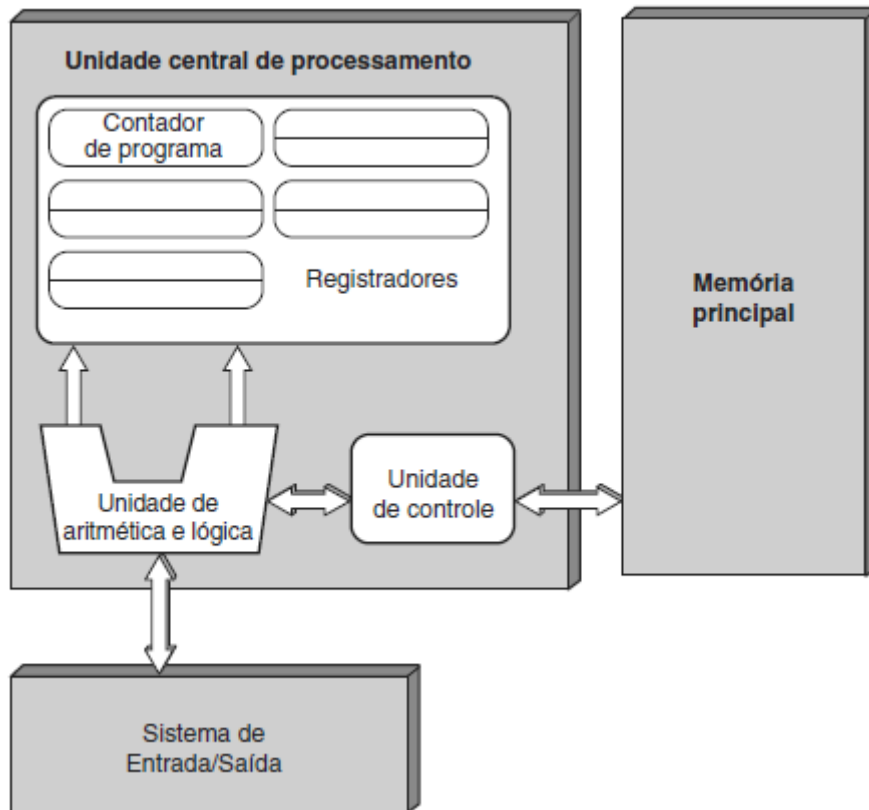 Unidade central de processamento
Contador
de programa
Registradores
Memória
principal
Unidade de
aritmética e lógica
Unidade
de controle
Sistema de
Entrada/Saída